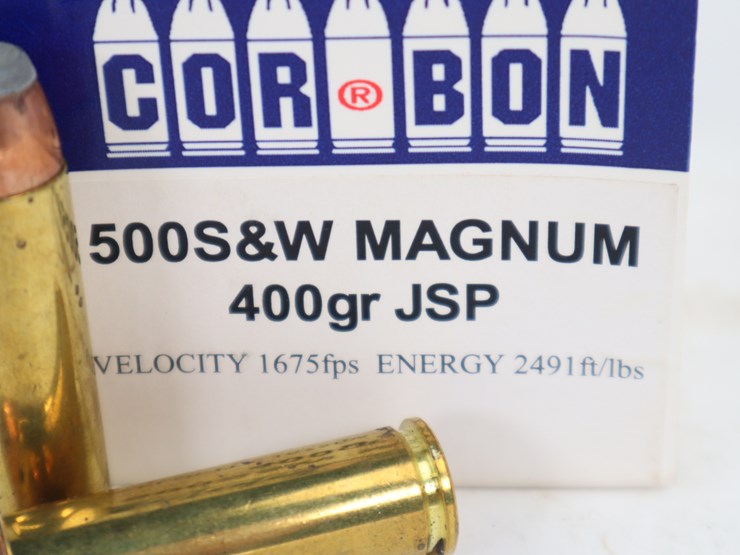 COR®BON
500S&W MAGNUM
400gr JSP
VELOCITY 1675fps ENERGY 2491ft/lbs